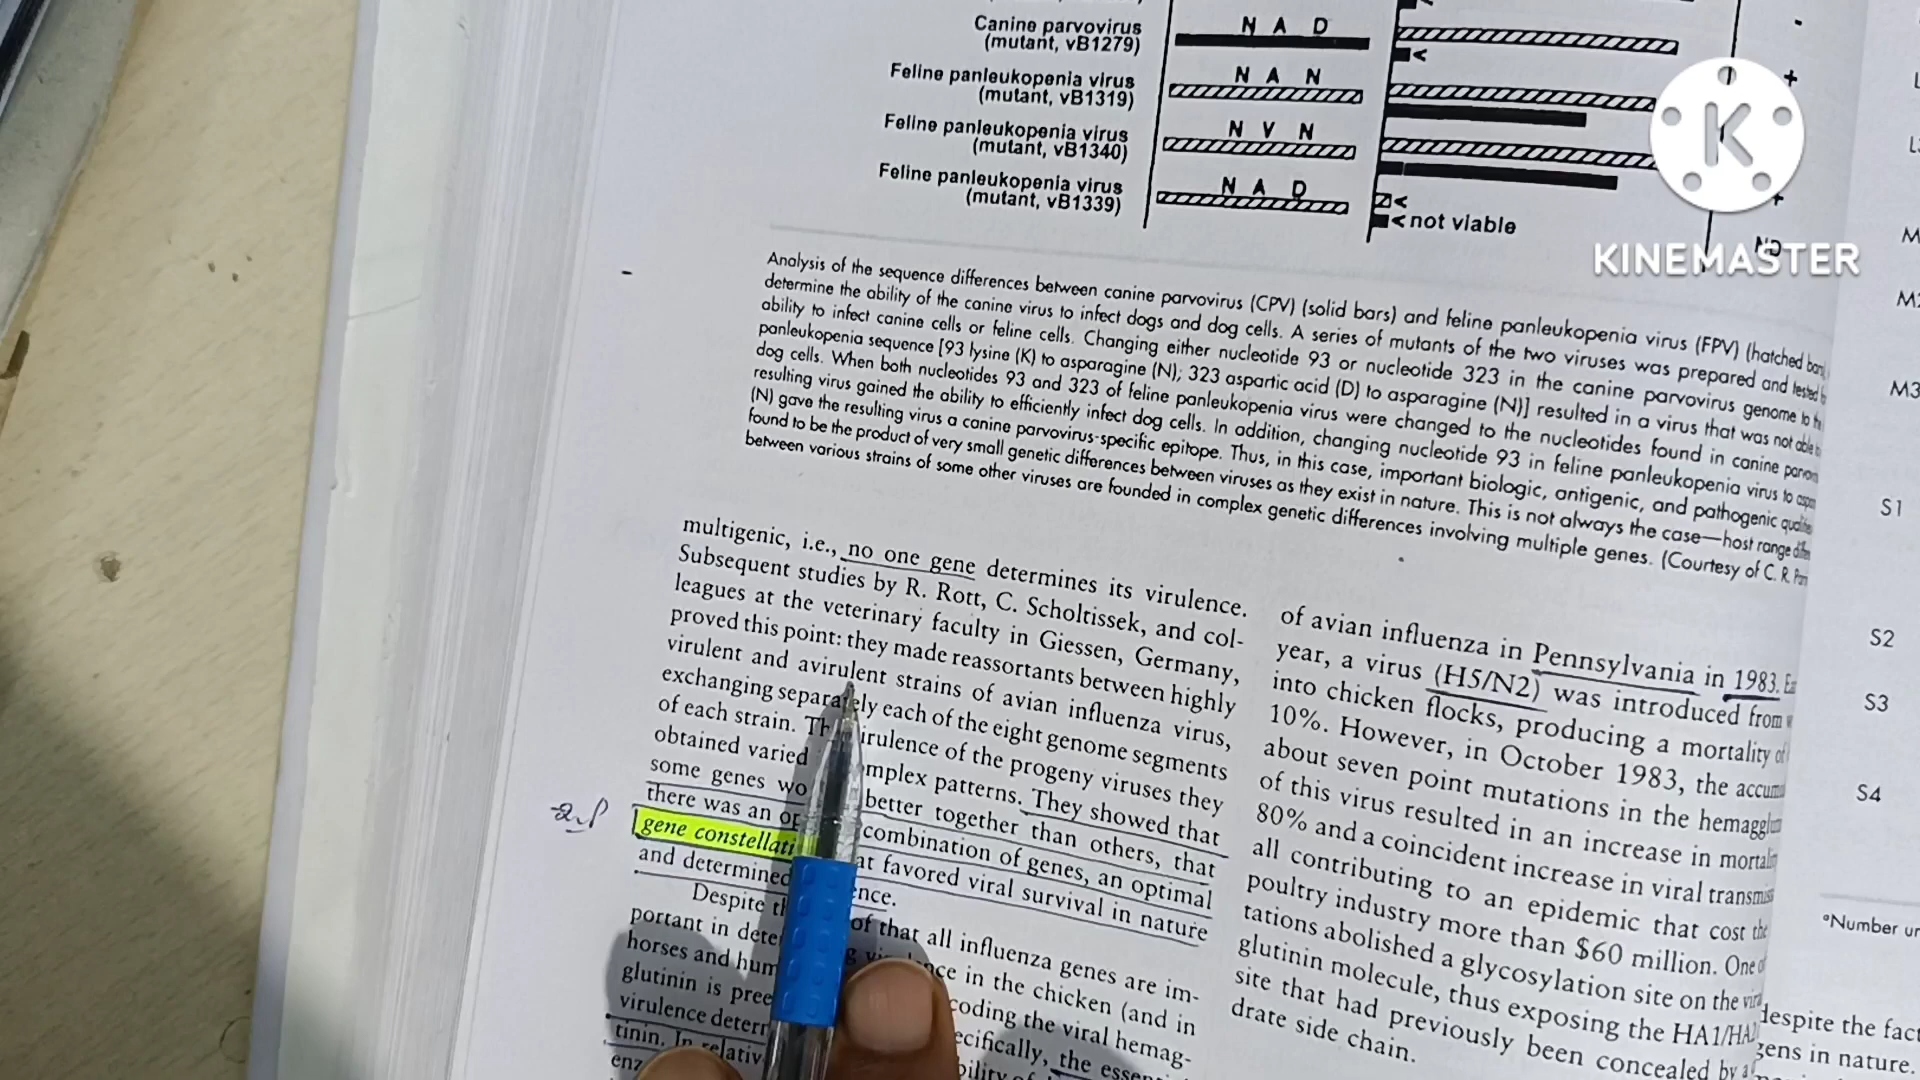 Canine parvovirus
(mutant, vB1279)
N A D
<
Feline panleukopenia virus
(mutant, vB1319)
N A N
+
Feline panleukopenia virus
(mutant, vB1340)
N V N
Feline panleukopenia virus
(mutant, vB1339)
N A D
<
< not viable
+
ND
KINEMASTER
Analysis of the sequence differences between canine parvovirus (CPV) (solid bars) and feline panleukopenia virus (FPV) (hatched
determine the ability of the canine virus to infect dogs and dog cells. A series of mutants of the two viruses was prepared and tested
ability to infect canine cells or feline cells. Changing either nucleotide 93 or nucleotide 323 in the canine parvovirus genome to the
panleukopenia sequence [93 lysine (K) to asparagine (N); 323 aspartic acid (D) to asparagine (N)] resulted in a virus that was not able
dog cells. When both nucleotides 93 and 323 of feline panleukopenia virus were changed to the nucleotides found in canine
resulting virus gained the ability to efficiently infect dog cells. In addition, changing nucleotide 93 in feline panleukopenia virus to
(N) gave the resulting virus a canine parvovirus-specific epitope. Thus, in this case, important biologic, antigenic, and pathogenic
found to be the product of very small genetic differences between viruses as they exist in nature. This is not always the case—host range
between various strains of some other viruses are founded in complex genetic differences involving multiple genes. (Courtesy of C. R.
multigenic, i.e., no one gene determines its virulence.
Subsequent studies by R. Rott, C. Scholtissek, and col-
leagues at the veterinary faculty in Giessen, Germany,
proved this point: they made reassortants between highly
virulent and avirulent strains of avian influenza virus,
exchanging separately each of the eight genome segments
of each strain. irulence of the progeny viruses they
obtained varied mplex patterns. They showed that
some genes better together than others, that
there was an combination of genes, an optimal
gene at favored viral survival in nature
and determined ence.
Despite of that all influenza genes are im-
portant in in the chicken (and in
horses and coding the viral hemag-
glutinin is the
virulence
tinin. In
of avian influenza in Pennsylvania in 1983.
year, a virus (H5/N2) was introduced from
into chicken flocks, producing a mortality of
10%. However, in October 1983, the
about seven point mutations in the
of this virus resulted in an increase in
80% and a coincident increase in viral
all contributing to an epidemic that cost the
poultry industry more than $60 million. One
tations abolished a glycosylation site on the
glutinin molecule, thus exposing the
site that had previously been concealed by a
drate side chain.
M3
S1
S2
S3
S4
Number
despite the
gens in nature.